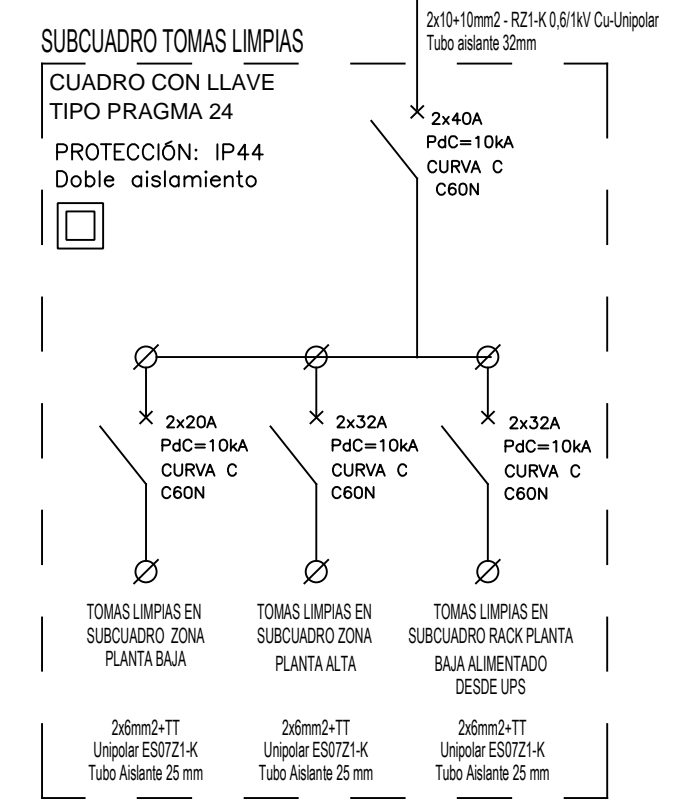 2x10+10mm2 - RZ1-K 0,6/1kV Cu-Unipolar
Tubo aislante 32mm
SUBCUADRO TOMAS LIMPIAS
CUADRO CON LLAVE
TIPO PRAGMA 24
PROTECCIÓN: IP44
Doble aislamiento
2x40A
PdC=10kA
CURVA C
C60N
2x20A
PdC=10kA
CURVA C
C60N
2x32A
PdC=10kA
CURVA C
C60N
2x32A
PdC=10kA
CURVA C
C60N
TOMAS LIMPIAS EN
SUBCUADRO ZONA
PLANTA BAJA
TOMAS LIMPIAS EN
SUBCUADRO ZONA
PLANTA ALTA
TOMAS LIMPIAS EN
SUBCUADRO RACK PLANTA
BAJA ALIMENTADO
DESDE UPS
2x6mm2+TT
Unipolar ES07Z1-K
Tubo Aislante 25 mm
2x6mm2+TT
Unipolar ES07Z1-K
Tubo Aislante 25 mm
2x6mm2+TT
Unipolar ES07Z1-K
Tubo Aislante 25 mm